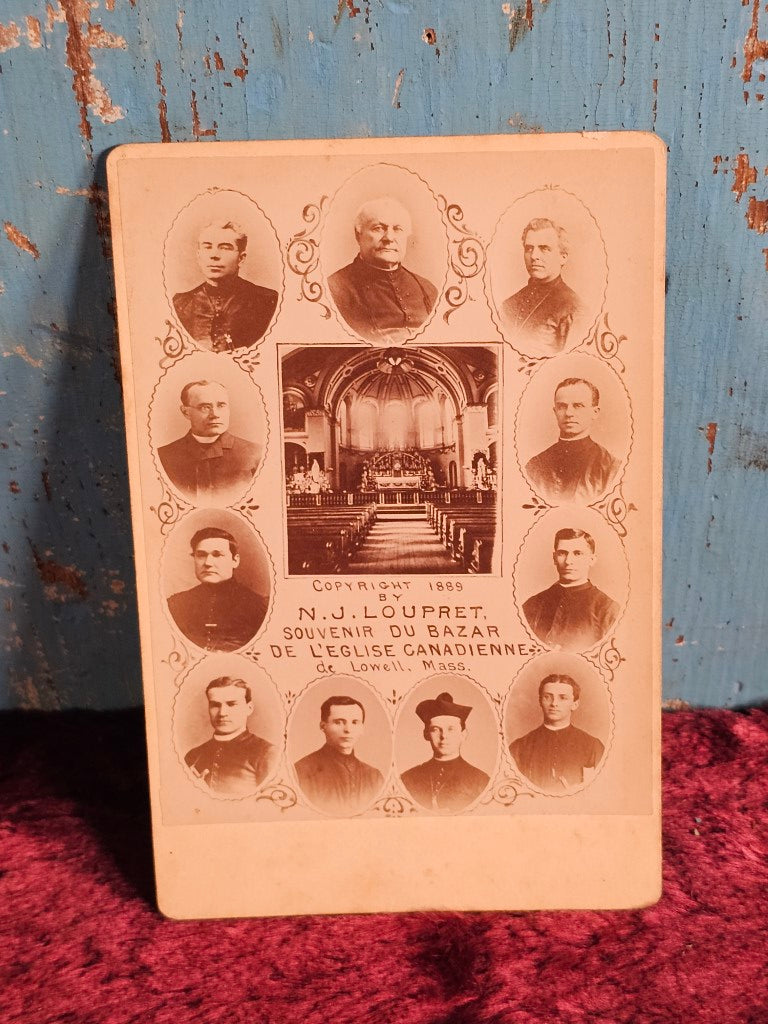 COPYRIGHT 1889
BY
N.J. LOUPRET,
SOUVENIR DU BAZAR
DE L'EGLISE CANADIENNE
de Lowell, Mass.